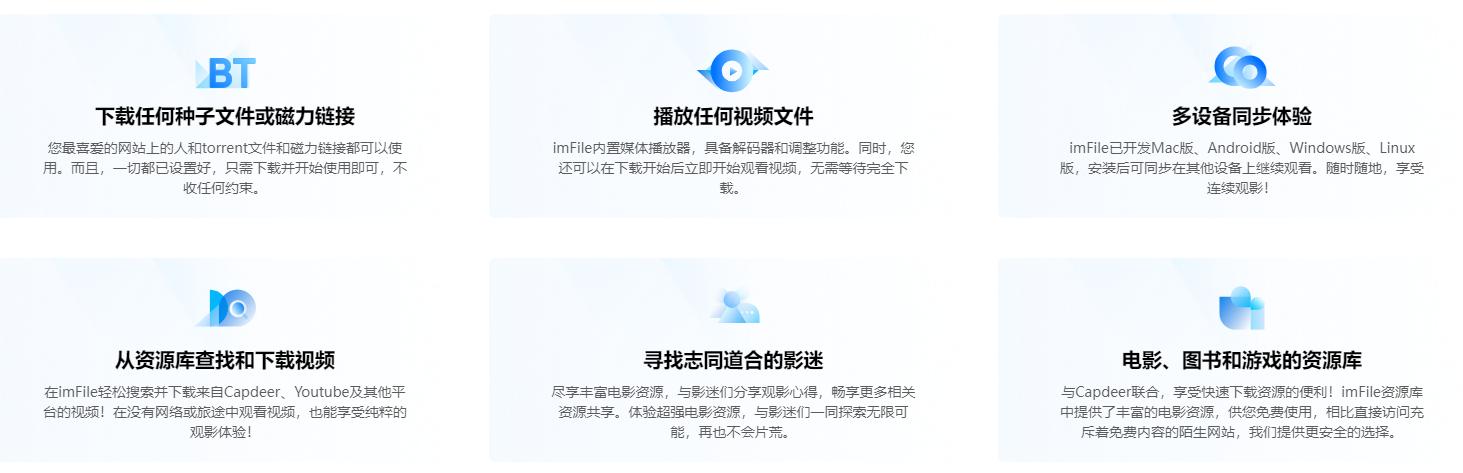 BT
下载任何种子文件或磁力链接
您最喜爱的网站上的人和torrent文件和磁力链接都可以使
用。而且，一切都已设置好，只需下载并开始使用即可，不
收任何约束。
播放任何视频文件
imFile内置媒体播放器，具备解码器和调整功能。同时，您
还可以在下载开始后立即开始观看视频，无需等待完全下
载。
多设备同步体验
imFile已开发Mac版、Android版、Windows版、Linux
版，安装后可同步在其他设备上继续观看。随时随地，享受
连续观影！
从资源库查找和下载视频
在imFile轻松搜索并下载来自Capdeer、Youtube及其他平
台的视频！在没有网络或旅途中观看视频，也能享受纯粹的
观影体验！
寻找志同道合的影迷
尽享丰富电影资源，与影迷们分享观影心得，畅享更多相关
资源共享。体验超强电影资源，与影迷们一同探索无限可
能，再也不会片荒。
电影、图书和游戏的资源库
与Capdeer联合，享受快速下载资源的便利！imFile资源库
中提供了丰富的电影资源，供您免费使用，相比直接访问充
斥着免费内容的陌生网站，我们提供更安全的选择。